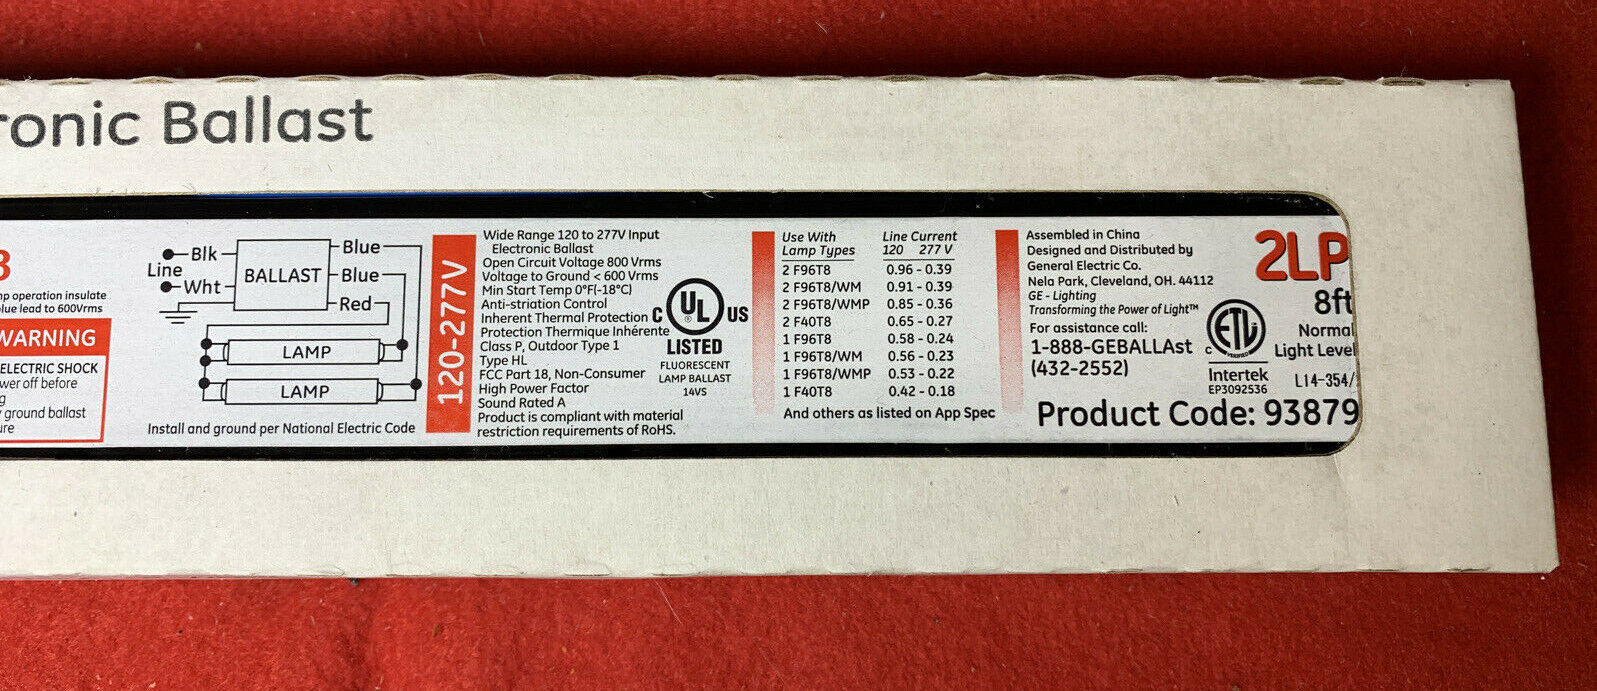 ronic Ballast
3
mp operation insulate
lue lead to 600Vrms
WARNING
ELECTRIC SHOCK
wer off before
g
y ground ballast
ure
Blk
Line
Wht
BALLAST
Blue
Blue
Red
LAMP
LAMP
Install and ground per National Electric Code
120-277V
Wide Range 120 to 277V Input
Electronic Ballast
Open Circuit Voltage 800 Vrms
Voltage to Ground < 600 Vrms
Min Start Temp 0°F(-18°C)
Anti-striation Control
Inherent Thermal Protection
Protection Thermique Inhérente
Class P, Outdoor Type 1
Type HL
FCC Part 18, Non-Consumer
High Power Factor
Sound Rated A
Product is compliant with material
restriction requirements of RoHS.
C UL US
LISTED
FLUORESCENT
LAMP BALLAST
14VS
Use With Line Current
Lamp Types 120 277 V
2 F96T8 0.96 - 0.39
2 F96T8/WM 0.91 - 0.39
2 F96T8/WMP 0.85 - 0.36
2 F40T8 0.65 - 0.27
1 F96T8 0.58 - 0.24
1 F96T8/WM 0.56 - 0.23
1 F96T8/WMP 0.53 - 0.22
1 F40T8 0.42 - 0.18
And others as listed on App Spec
Assembled in China
Designed and Distributed by
General Electric Co.
Nela Park, Cleveland, OH. 44112
GE - Lighting
Transforming the Power of Light™
For assistance call:
1-888-GEBALLAst
(432-2552)
ETL
VERIFIED
C
Intertek
EP3092536
2LP
8ft
Normal
Light Level
L14-354/
Product Code: 93879